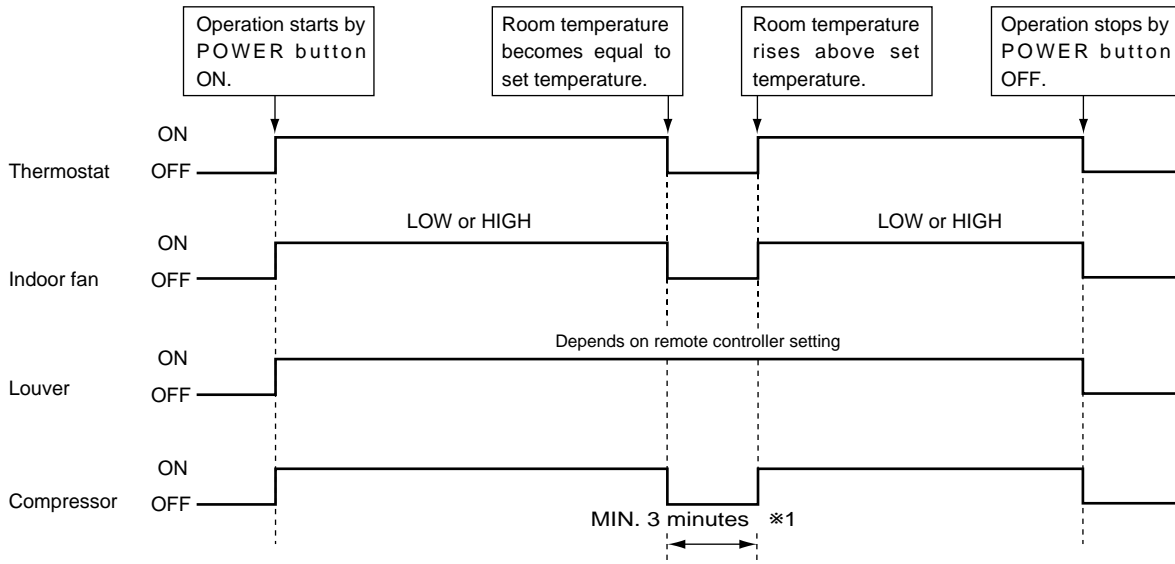 Operation starts by
POWER button
ON.
Room temperature
becomes equal to
set temperature.
Room temperature
rises above set
temperature.
Operation stops by
POWER button
OFF.
ON
Thermostat
OFF
LOW or HIGH
LOW or HIGH
ON
Indoor fan
OFF
Depends on remote controller setting
ON
Louver
OFF
ON
Compressor
OFF
MIN. 3 minutes ※1